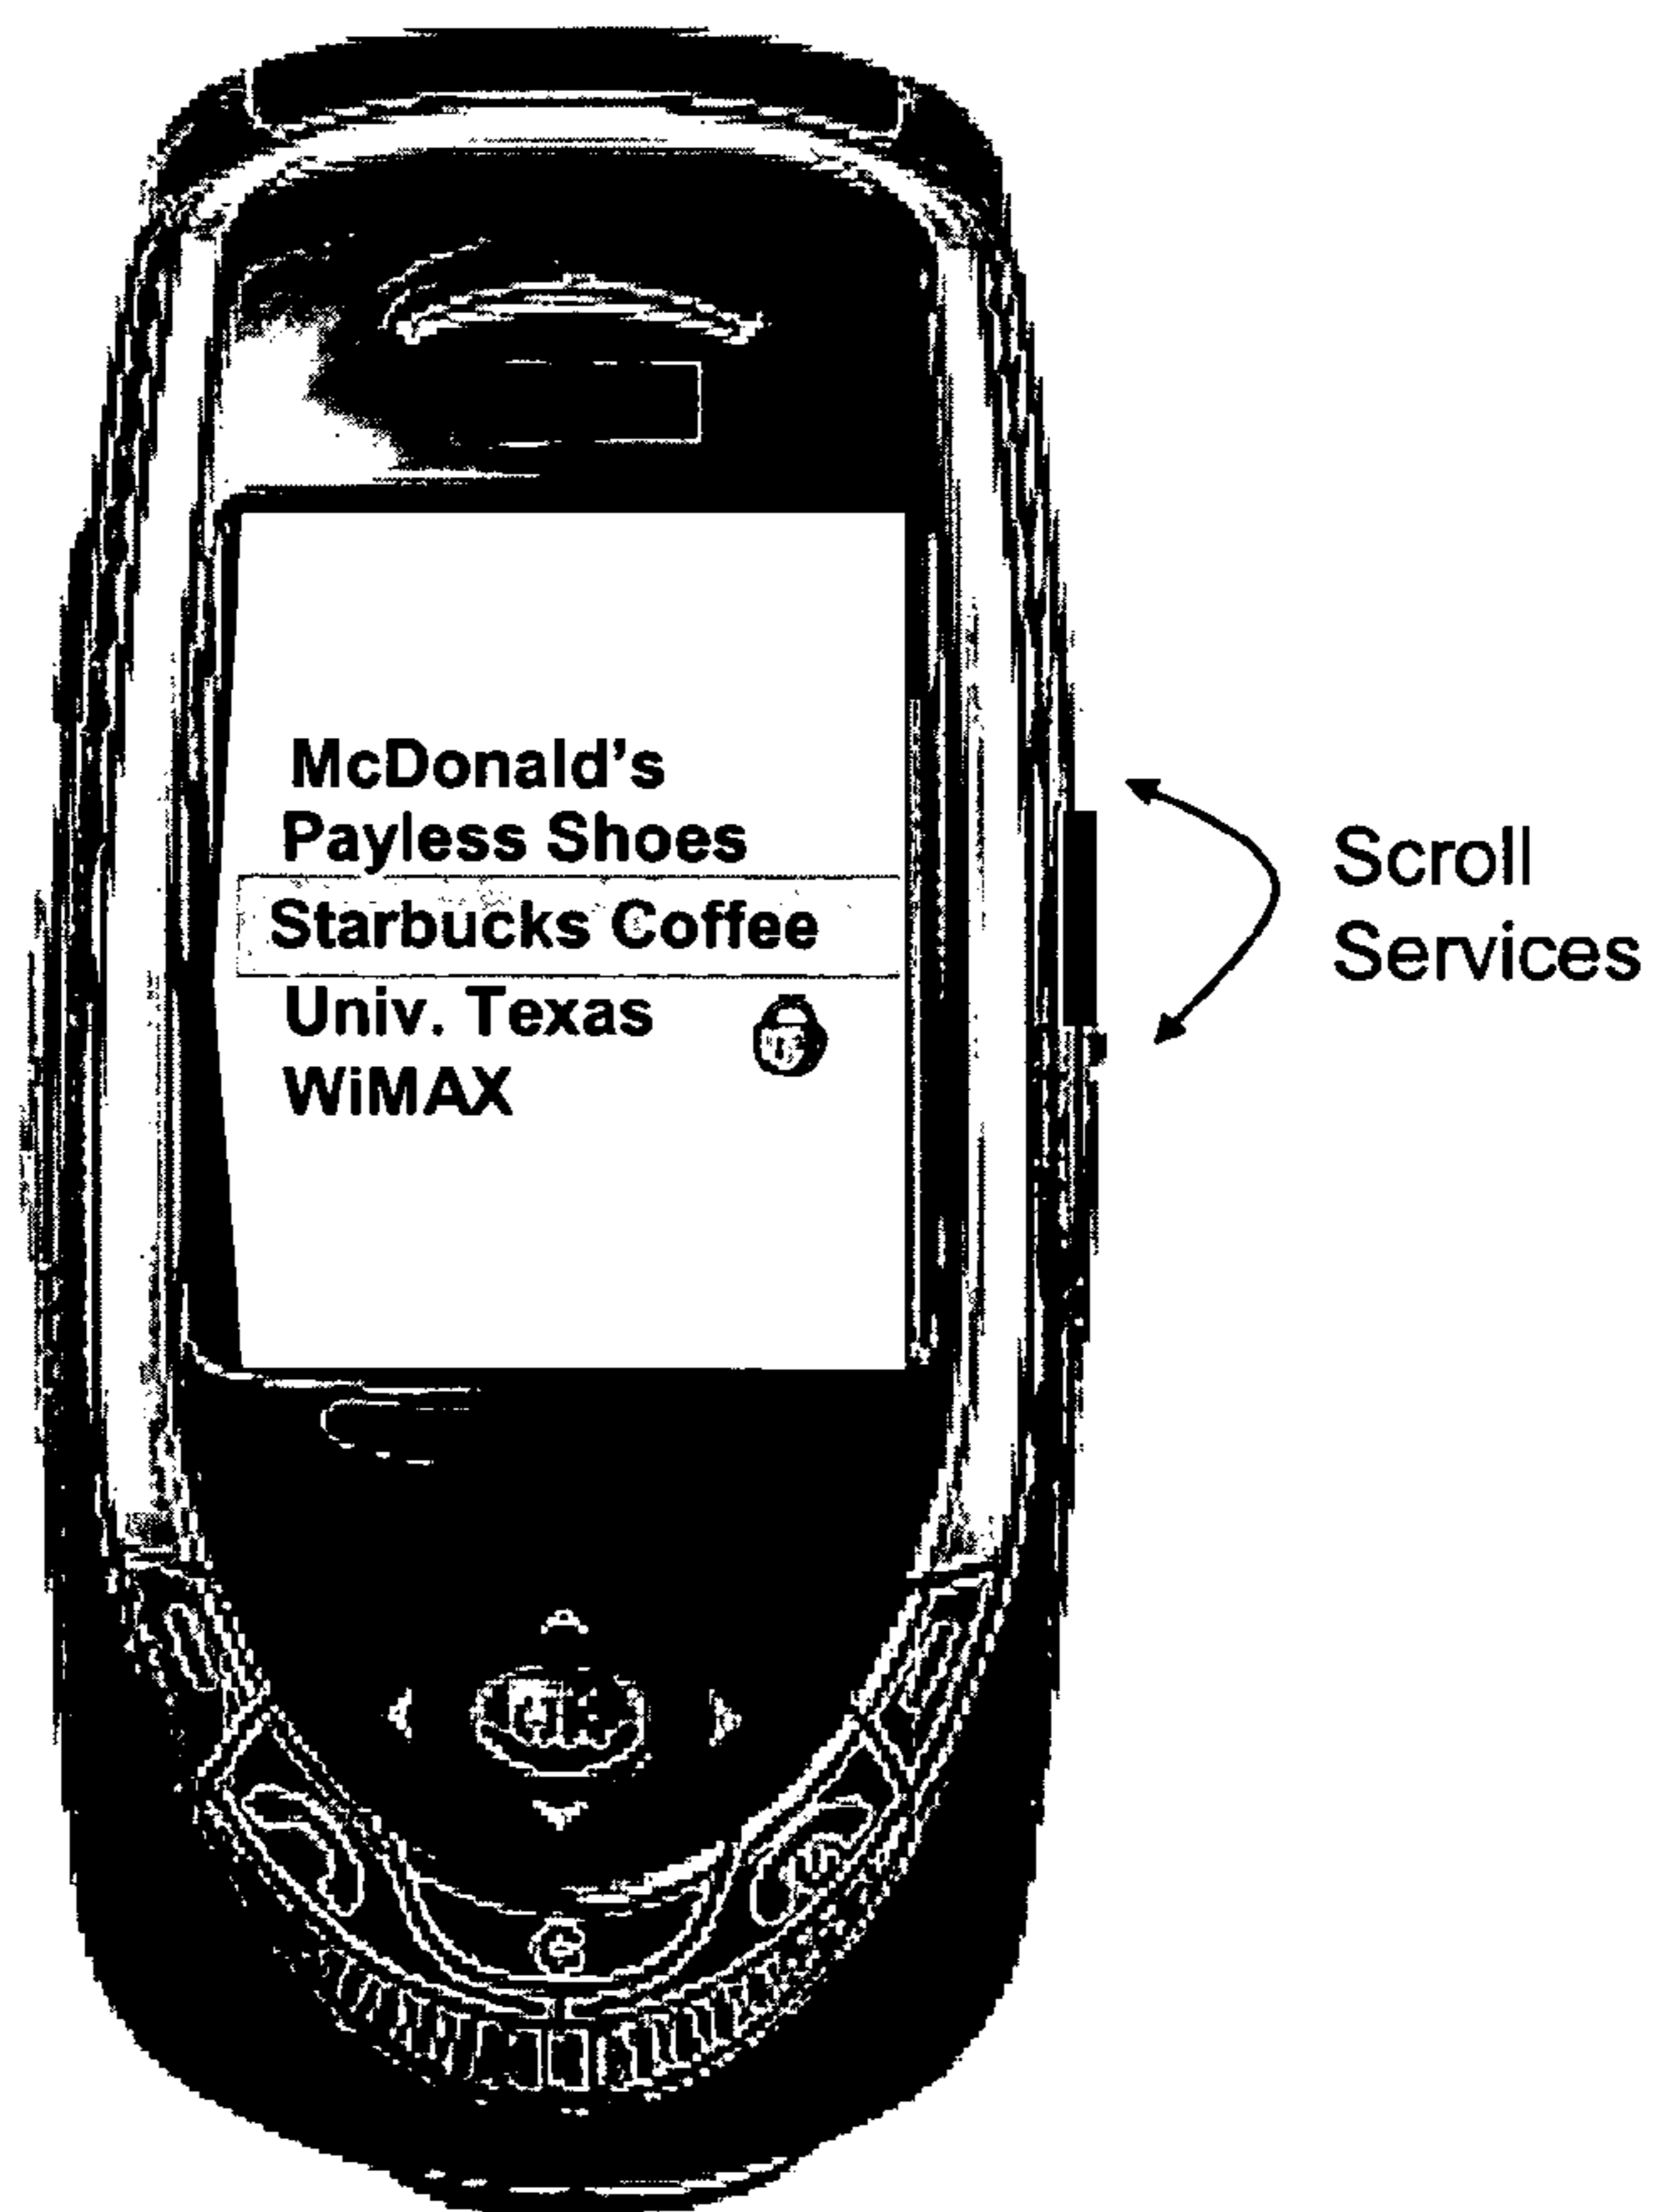 McDonald's
Payless Shoes
Starbucks Coffee
Univ. Texas
WiMAX
Scroll
Services